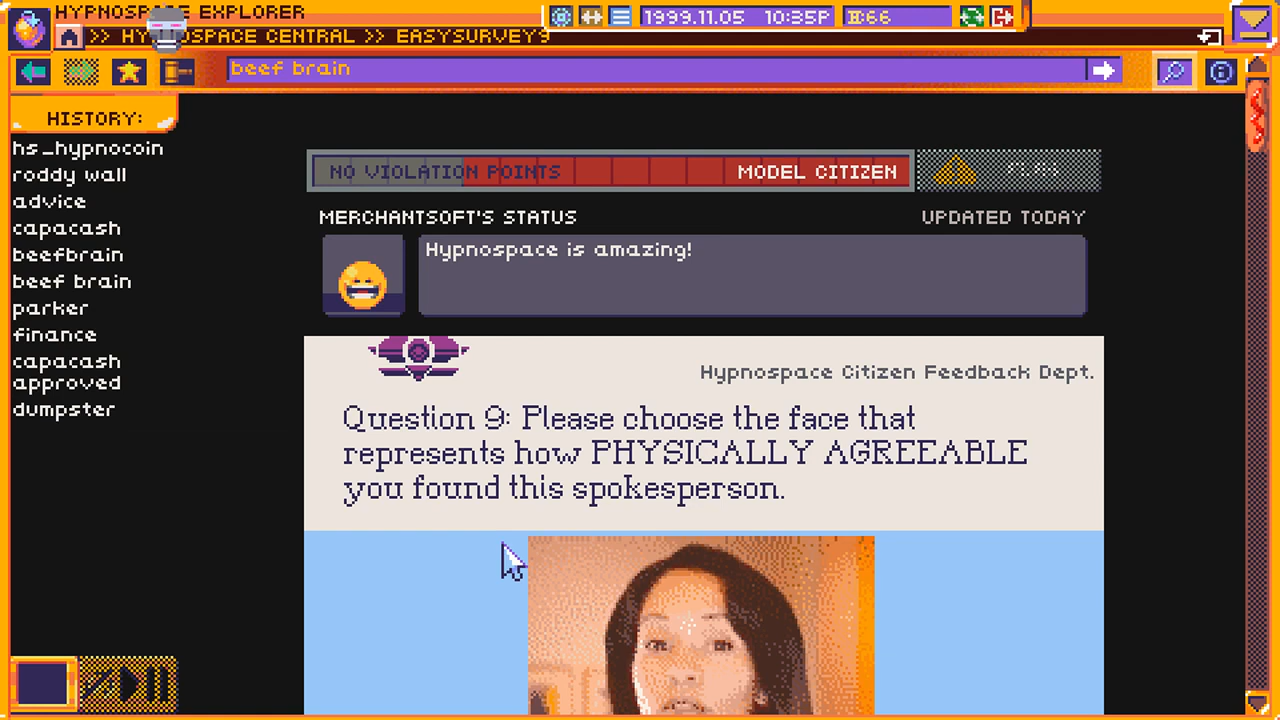 HYPNOSPACE EXPLORER
1999.11.05 10:35P
66
>> HYPNOSPACE CENTRAL >> EASYSURVEY9
beef brain
HISTORY:
hs_hypnocoin
roddy wall
advice
capacash
beefbrain
beef brain
parker
finance
capacash
approved
dumpster
NO VIOLATION POINTS
MODEL CITIZEN
MERCHANTSOFT'S STATUS
UPDATED TODAY
Hypnospace is amazing!
Hypnospace Citizen Feedback Dept.
Question 9: Please choose the face that
represents how PHYSICALLY AGREEABLE
you found this spokesperson.